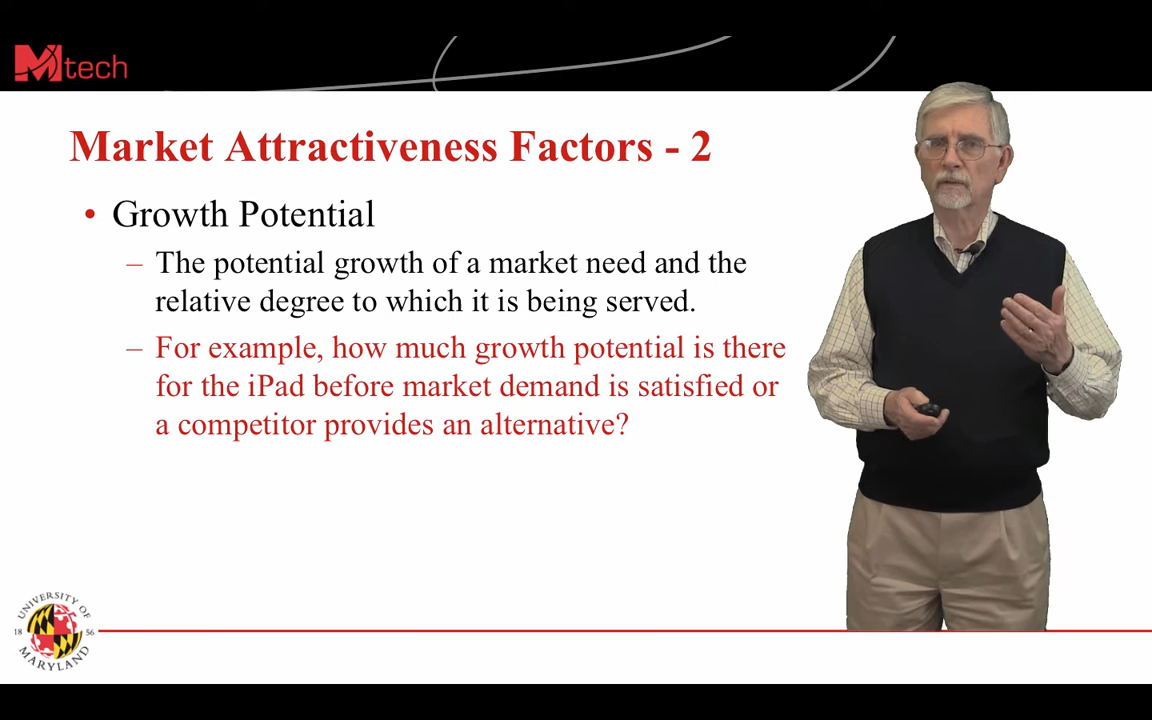 Mtech
Market Attractiveness Factors - 2
• Growth Potential
– The potential growth of a market need and the
relative degree to which it is being served.
– For example, how much growth potential is there
for the iPad before market demand is satisfied or
a competitor provides an alternative?
UNIVERSITY OF
18 56
MARYLAND